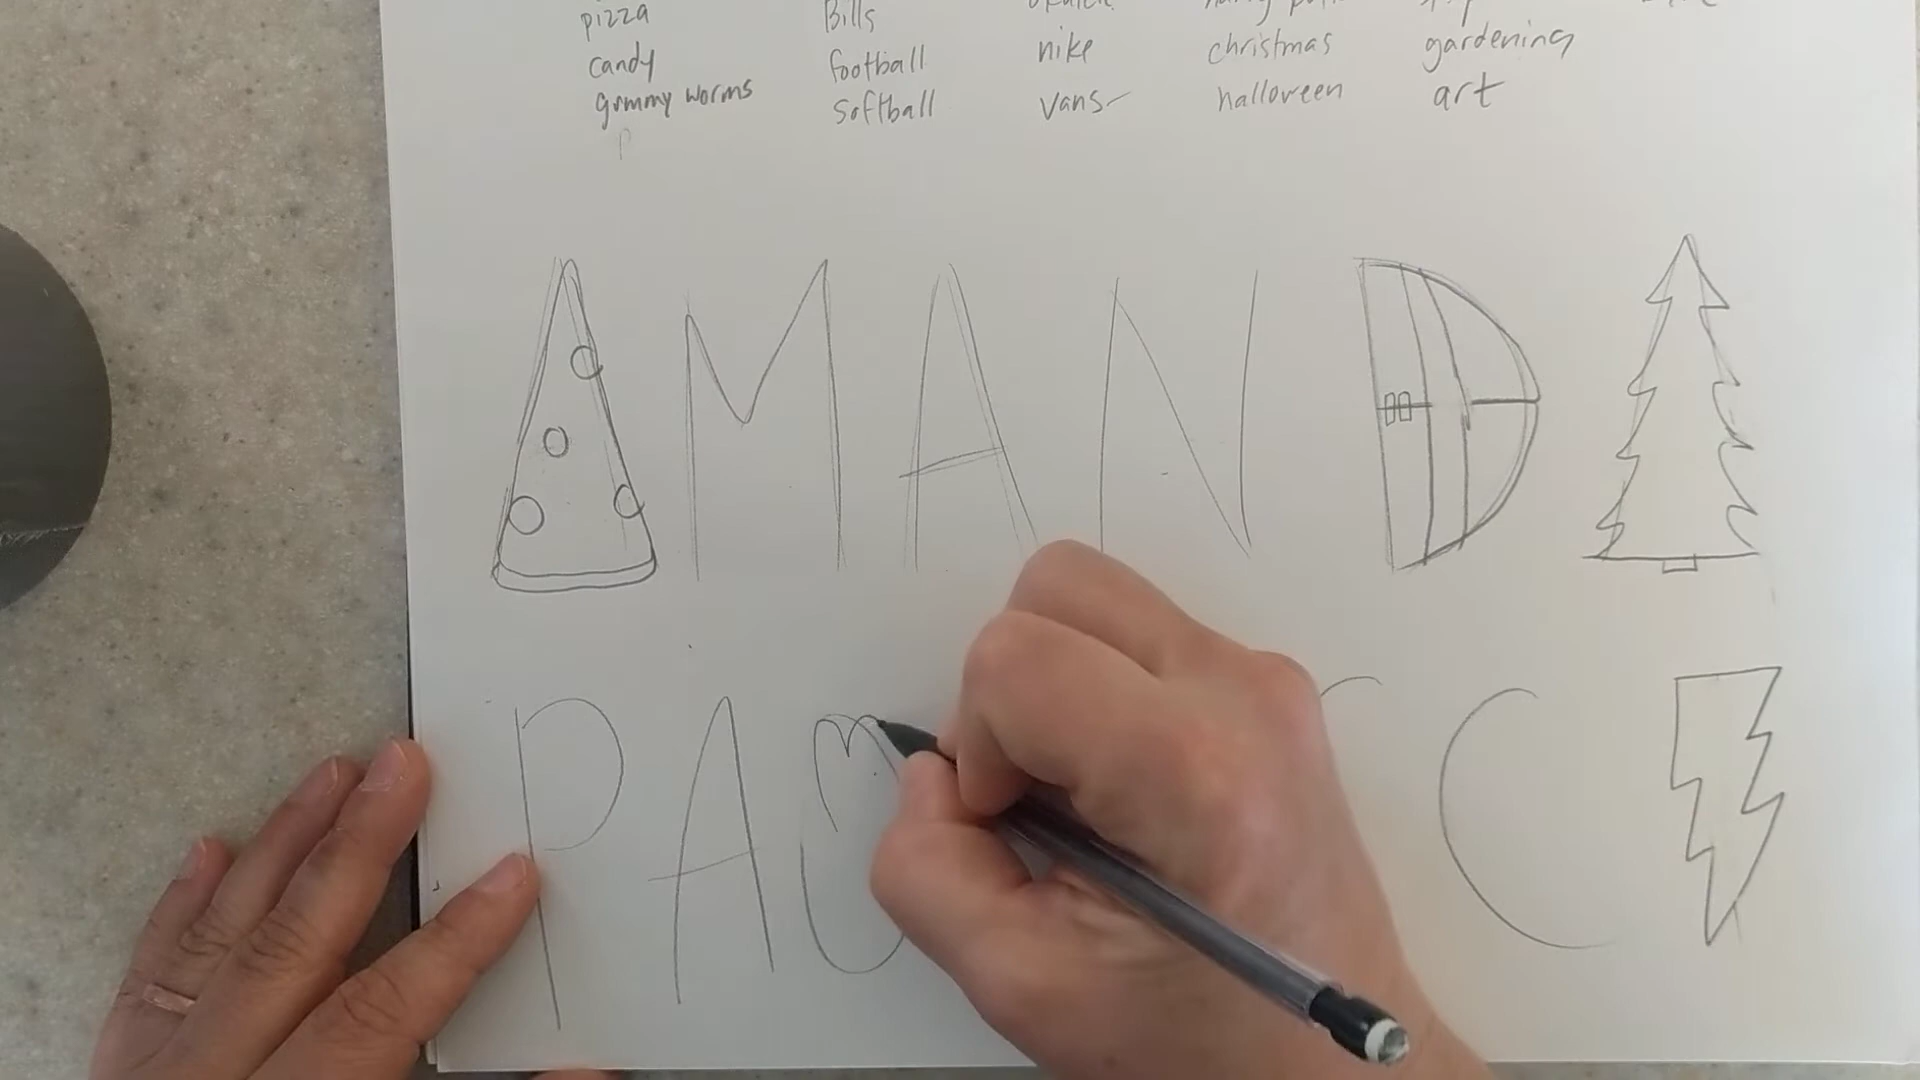 pizza Bills
candy football nike christmas gardening
gummy worms softball vans halloween art
AMANDA
PA